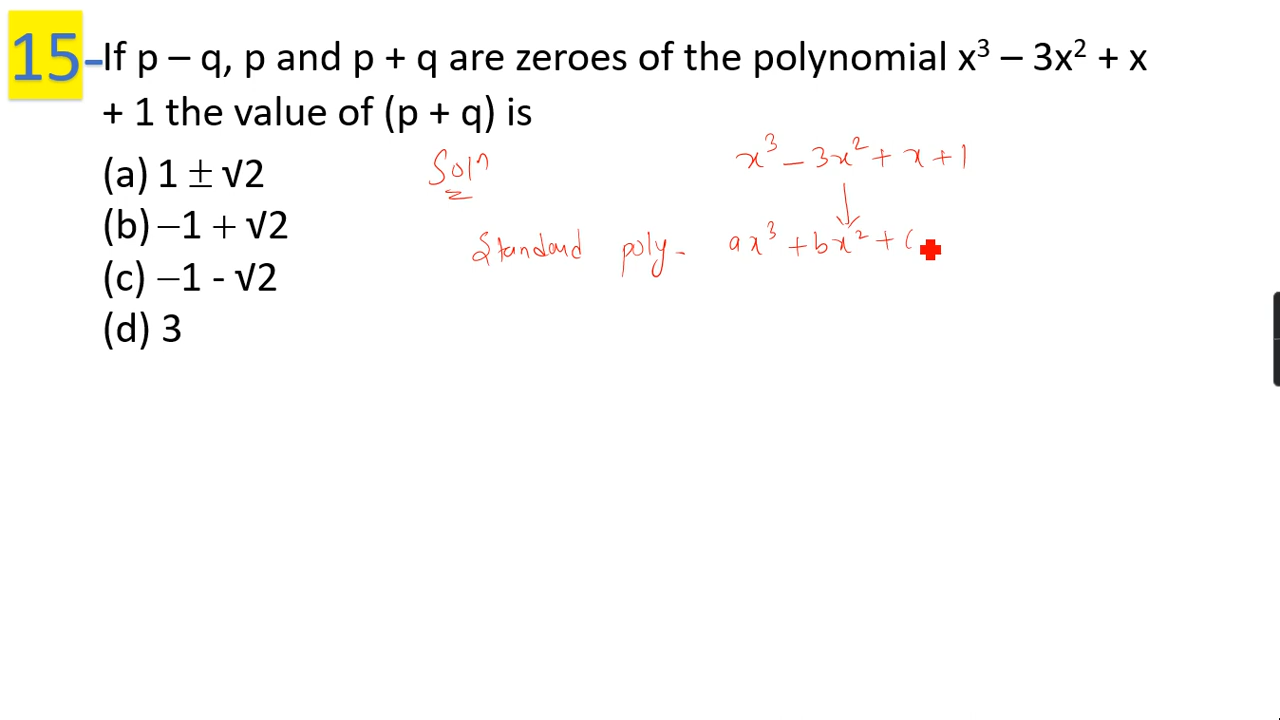 15-If p – q, p and p + q are zeroes of the polynomial x³ – 3x² + x
+ 1 the value of (p + q) is
(a) 1 ± √2
(b) –1 + √2
(c) –1 - √2
(d) 3
Solⁿ
x³ – 3x² + x + 1
Standard poly - ax³ + bx² + c